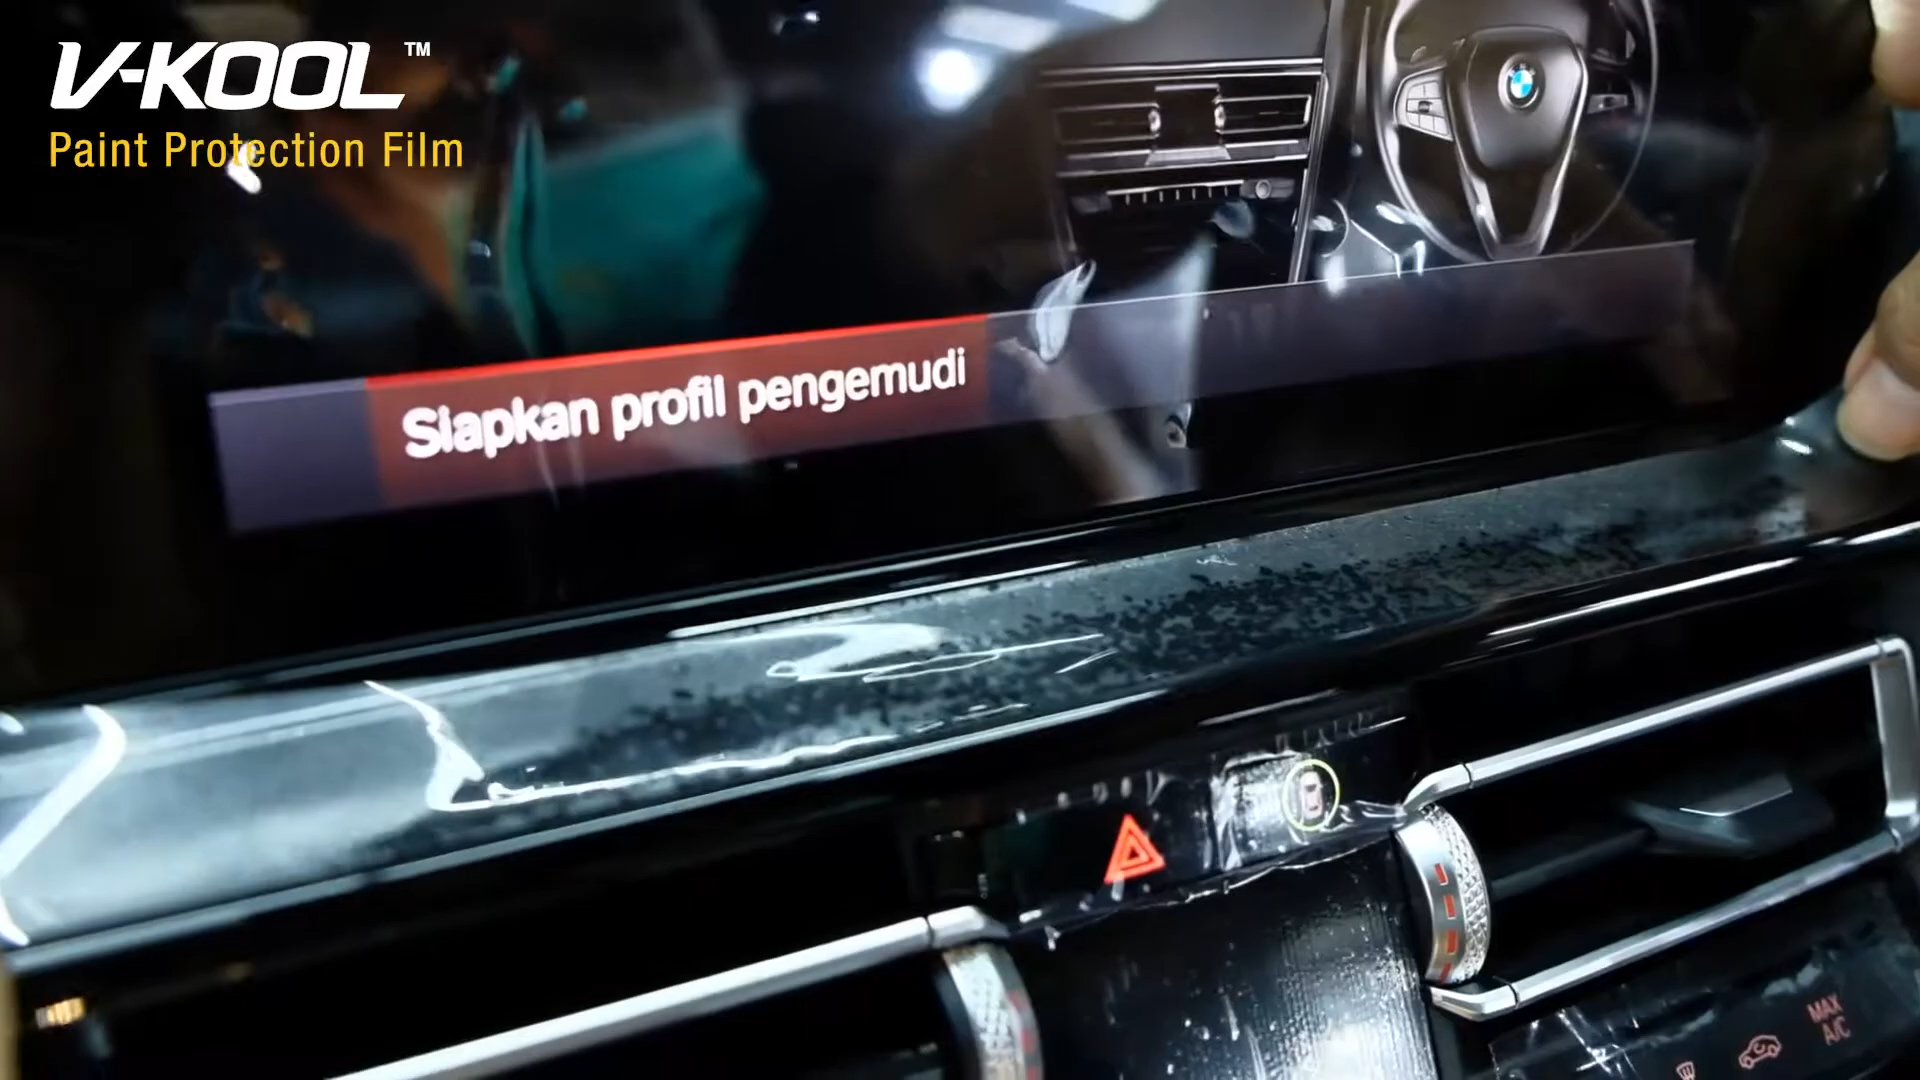 V-KOOL™
Paint Protection Film
Siapkan profil pengemudi
MAX
A/C